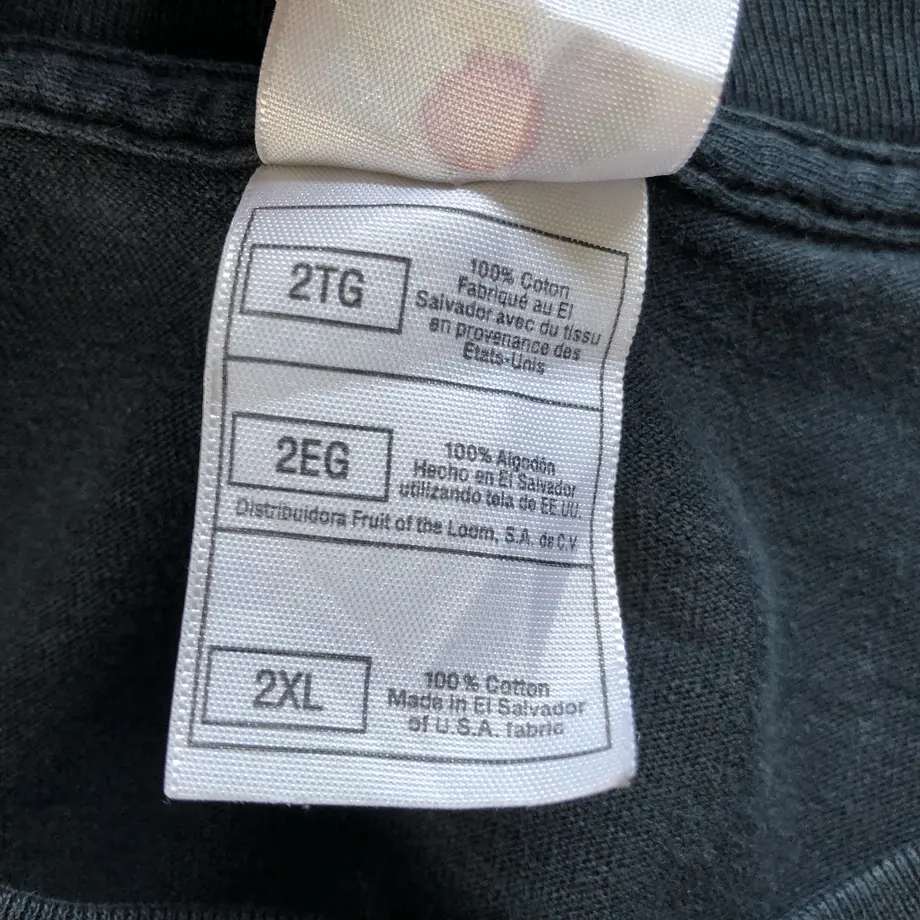 2TG
100% Coton
Fabriqué au El
Salvador avec du tissu
en provenance des
États-Unis
2EG
100% Algodón
Hecho en El Salvador
utilizando tela de EE.UU.
Distribuidora Fruit of the Loom, S.A. de C.V.
2XL
100% Cotton
Made in El Salvador
of U.S.A. fabric